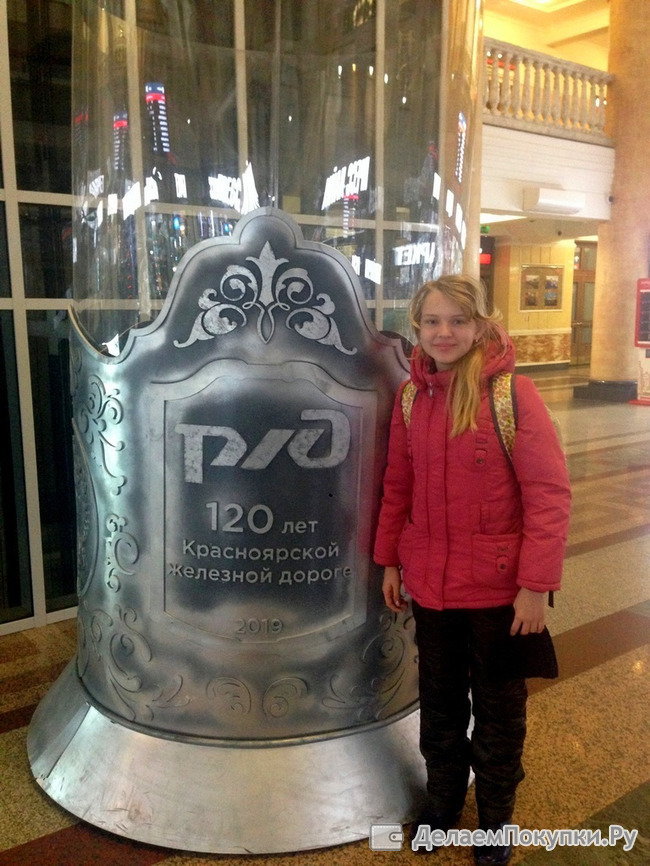 РЖД
120 лет
Красноярской
железной дороге
2019
ДелаемПокупки.Ру